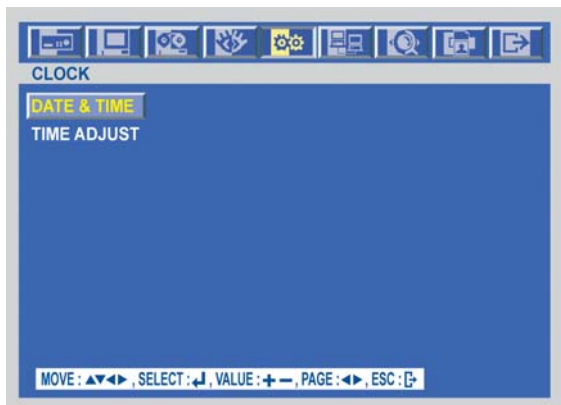 CLOCK
DATE & TIME
TIME ADJUST
MOVE : ▲▼◀▶ , SELECT : ↲ , VALUE : + – , PAGE : ◀▶ , ESC :